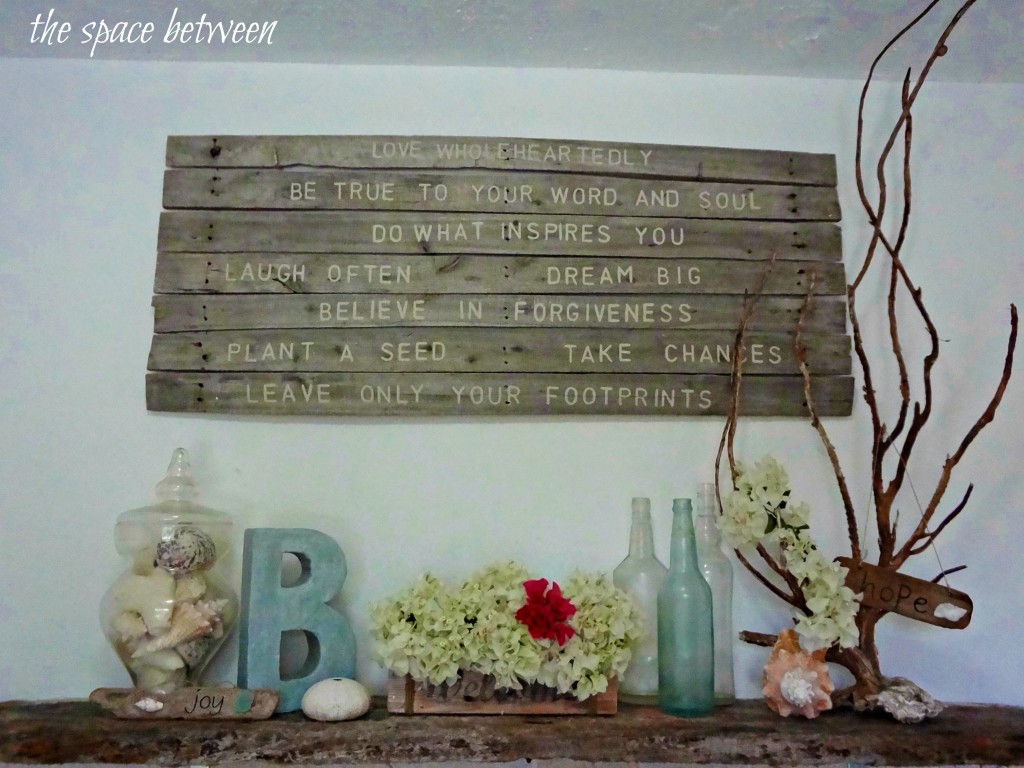 the space between
LOVE WHOLEHEARTEDLY
BE TRUE TO YOUR WORD AND SOUL
DO WHAT INSPIRES YOU
LAUGH OFTEN DREAM BIG
BELIEVE IN FORGIVENESS
PLANT A SEED TAKE CHANCES
LEAVE ONLY YOUR FOOTPRINTS
B
hope
joy